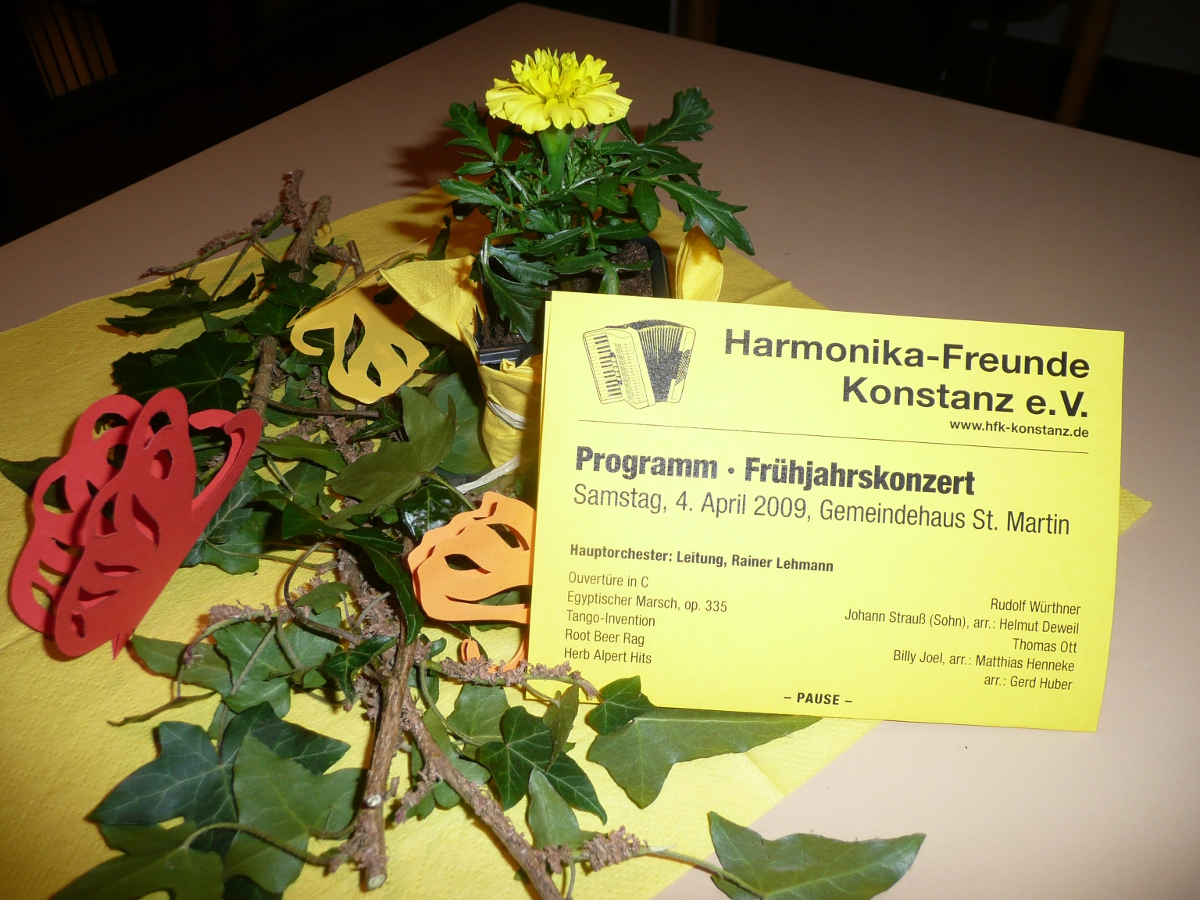 Harmonika-Freunde
Konstanz e.V.
www.hfk-konstanz.de
Programm • Frühjahrskonzert
Samstag, 4. April 2009, Gemeindehaus St. Martin
Hauptorchester: Leitung, Rainer Lehmann
Ouvertüre in C Rudolf Würthner
Egyptischer Marsch, op. 335 Johann Strauß (Sohn), arr.: Helmut Deweil
Tango-Invention Thomas Ott
Root Beer Rag Billy Joel, arr.: Matthias Henneke
Herb Alpert Hits arr.: Gerd Huber
– PAUSE –